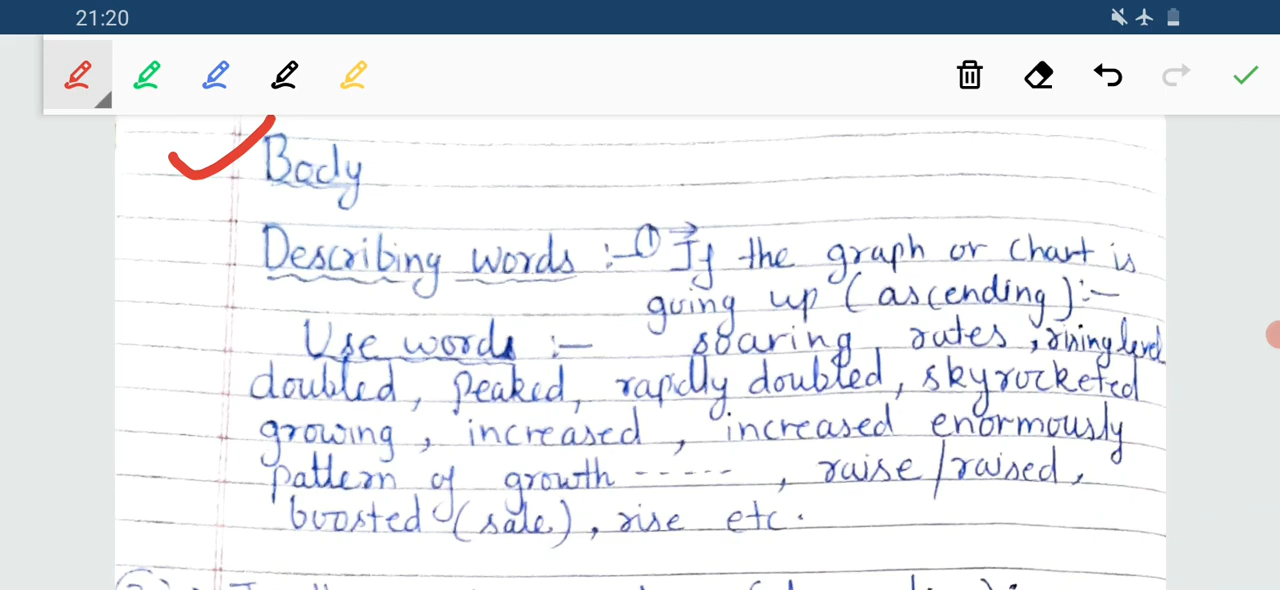 21:20
Body
Describing words :- ① If the graph or chart is
going up (ascending) :-
Use words :- soaring rates, rising level
doubled, peaked, rapidly doubled, skyrocketed
growing, increased, increased enormously
pattern of growth ------, raise/raised,
boosted (sale), rise etc.